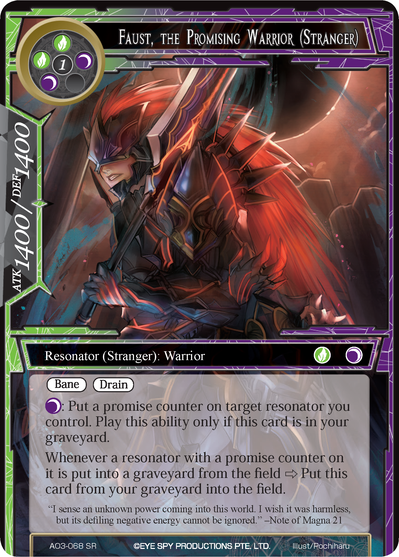 Faust, the Promising Warrior (Stranger)
1
ATK 1400 / DEF 1400
Resonator (Stranger): Warrior
Bane Drain
: Put a promise counter on target resonator you
control. Play this ability only if this card is in your
graveyard.
Whenever a resonator with a promise counter on
it is put into a graveyard from the field ⇨ Put this
card from your graveyard into the field.
"I sense an unknown power coming into this world. I wish it was harmless,
but its defiling negative energy cannot be ignored." –Note of Magna 21
AO3-068 SR ©EYE SPY PRODUCTIONS PTE. LTD. Illust/Pochiharu